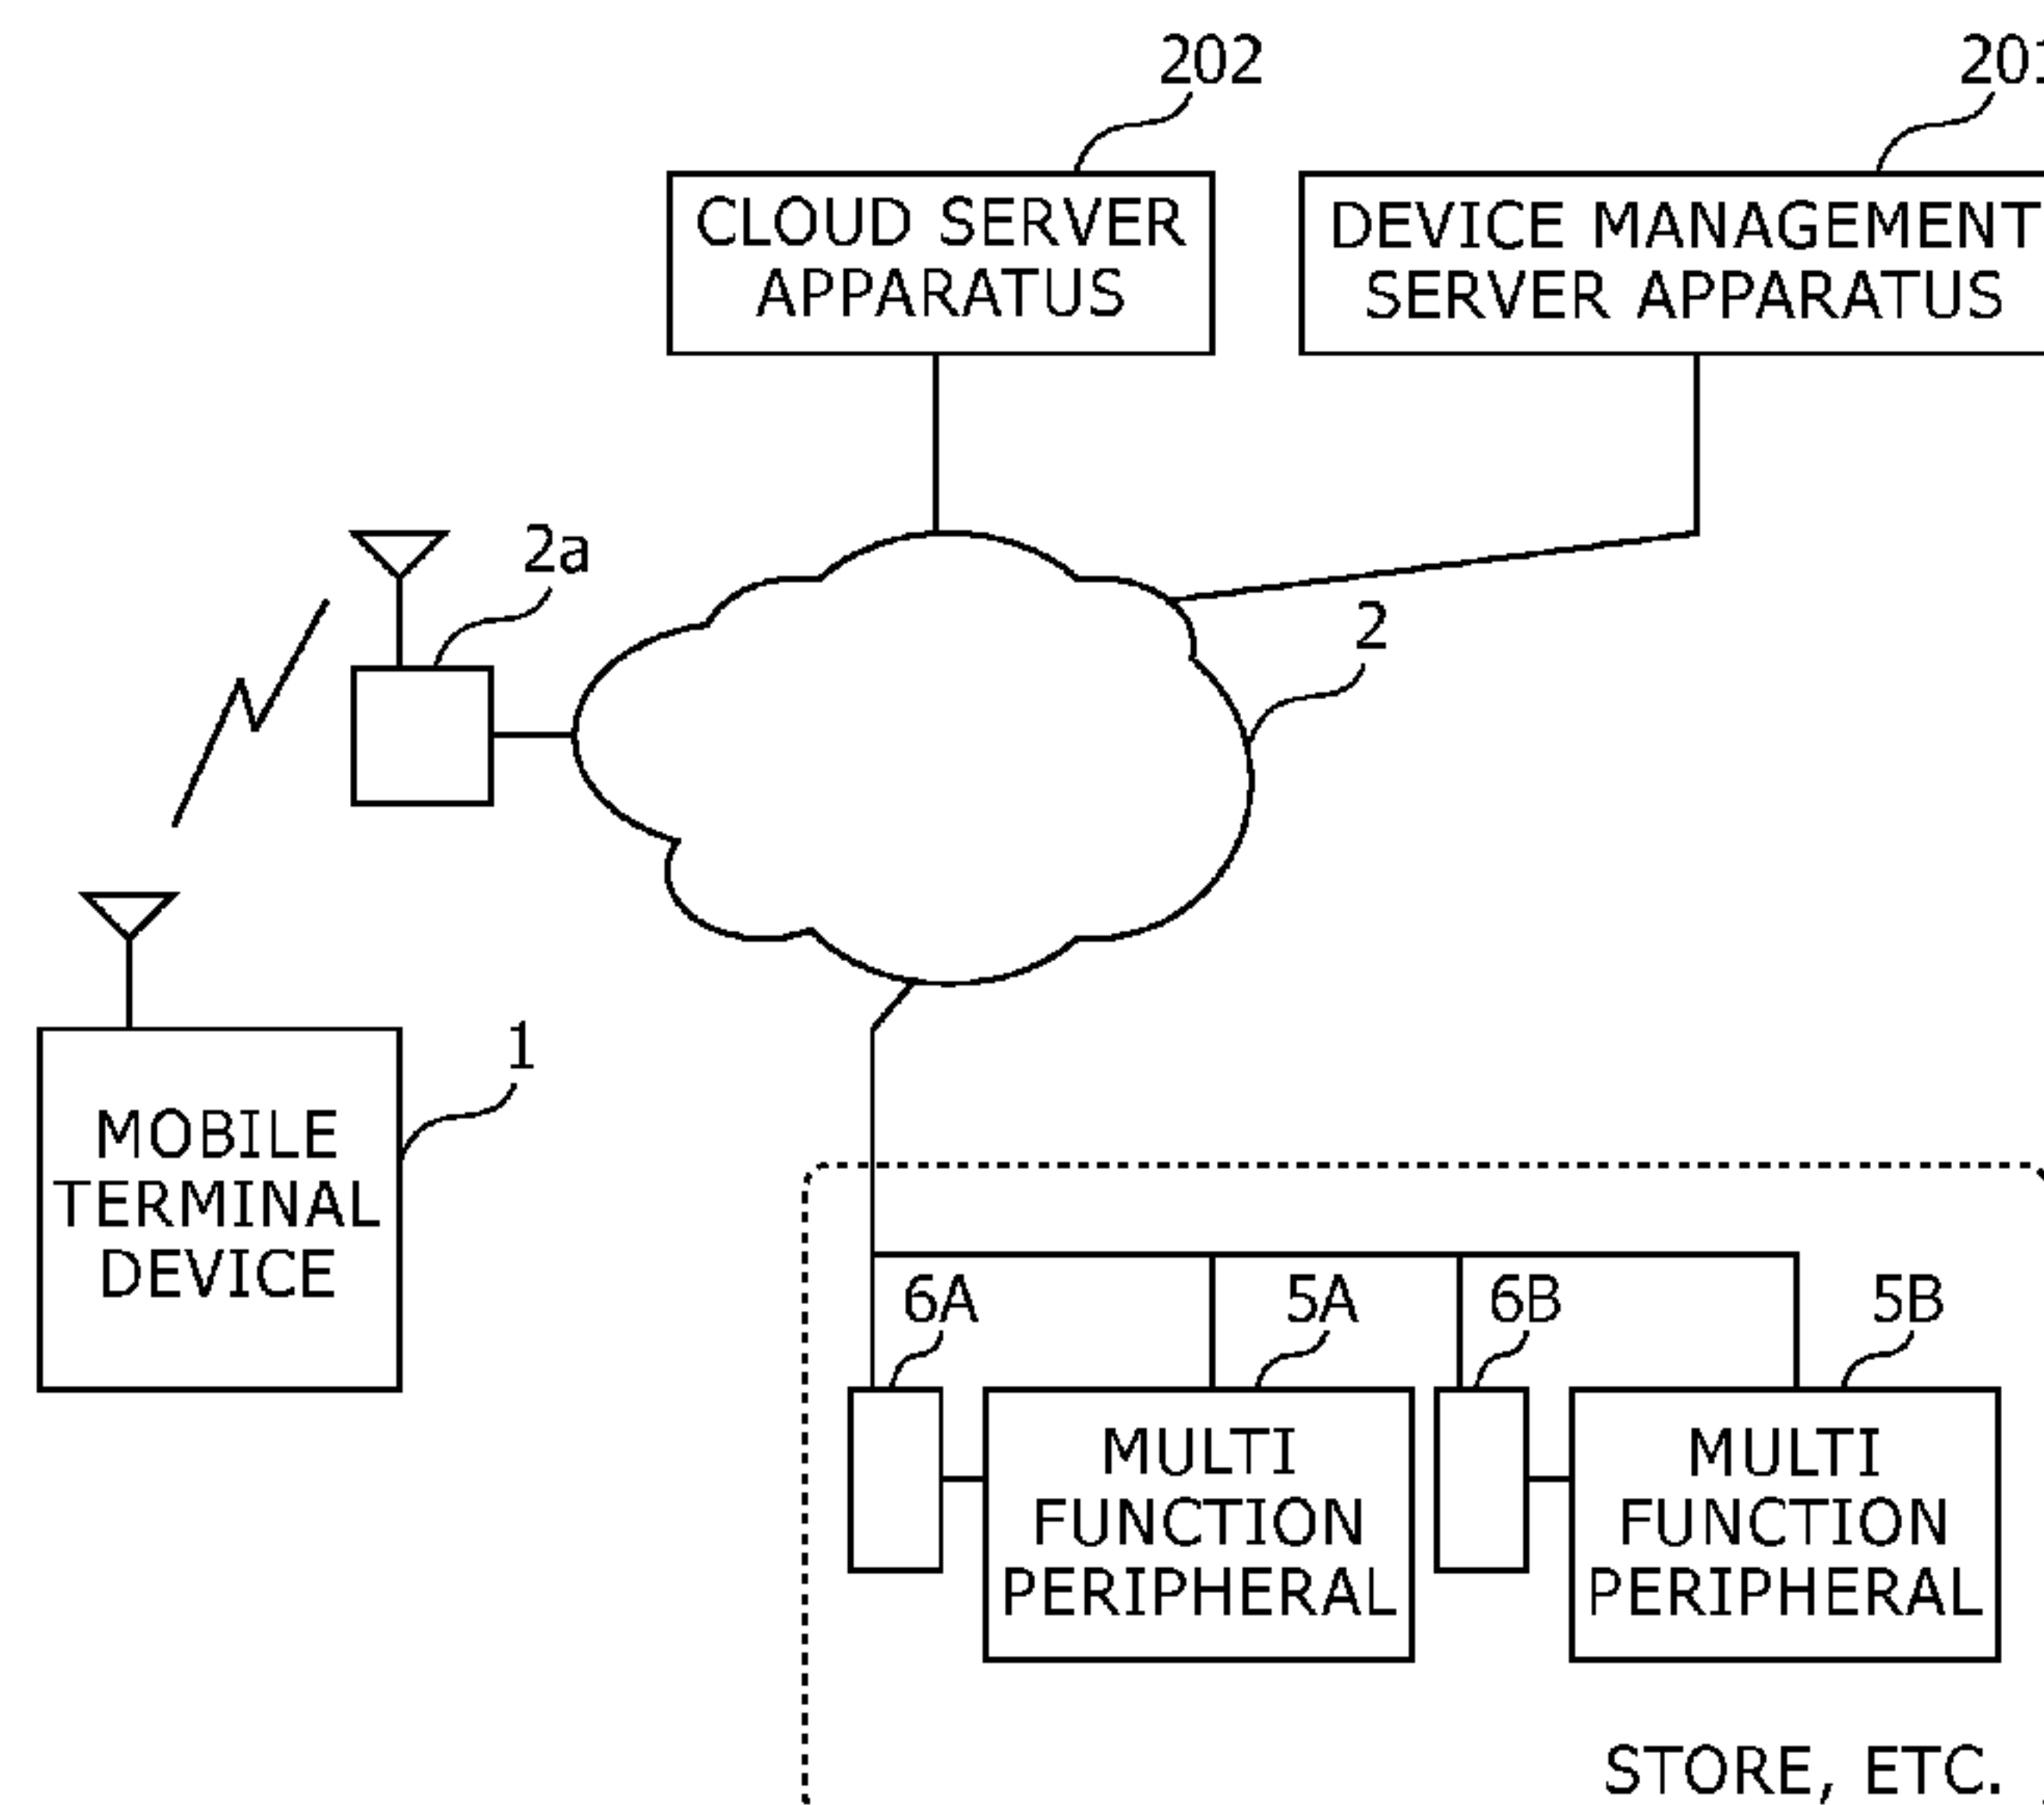 202
201
CLOUD SERVER
APPARATUS
DEVICE MANAGEMENT
SERVER APPARATUS
2a
2
1
MOBILE
TERMINAL
DEVICE
6A
5A
6B
5B
MULTI
FUNCTION
PERIPHERAL
MULTI
FUNCTION
PERIPHERAL
STORE, ETC.